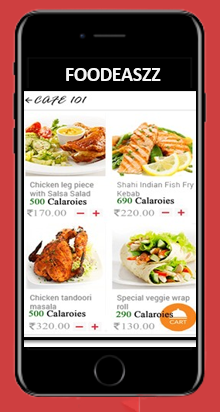 FOODEASZZ
← CAFE 101
Chicken leg piece
with Salsa Salad
500 Calaroies
₹170.00 − +
Shahi Indian Fish Fry
Kebab
690 Calaroies
₹220.00 − +
Chicken tandoori
masala
500 Caloroies
₹320.00 − +
Special veggie wrap
roll
290 Calaroies
₹130.00
CART